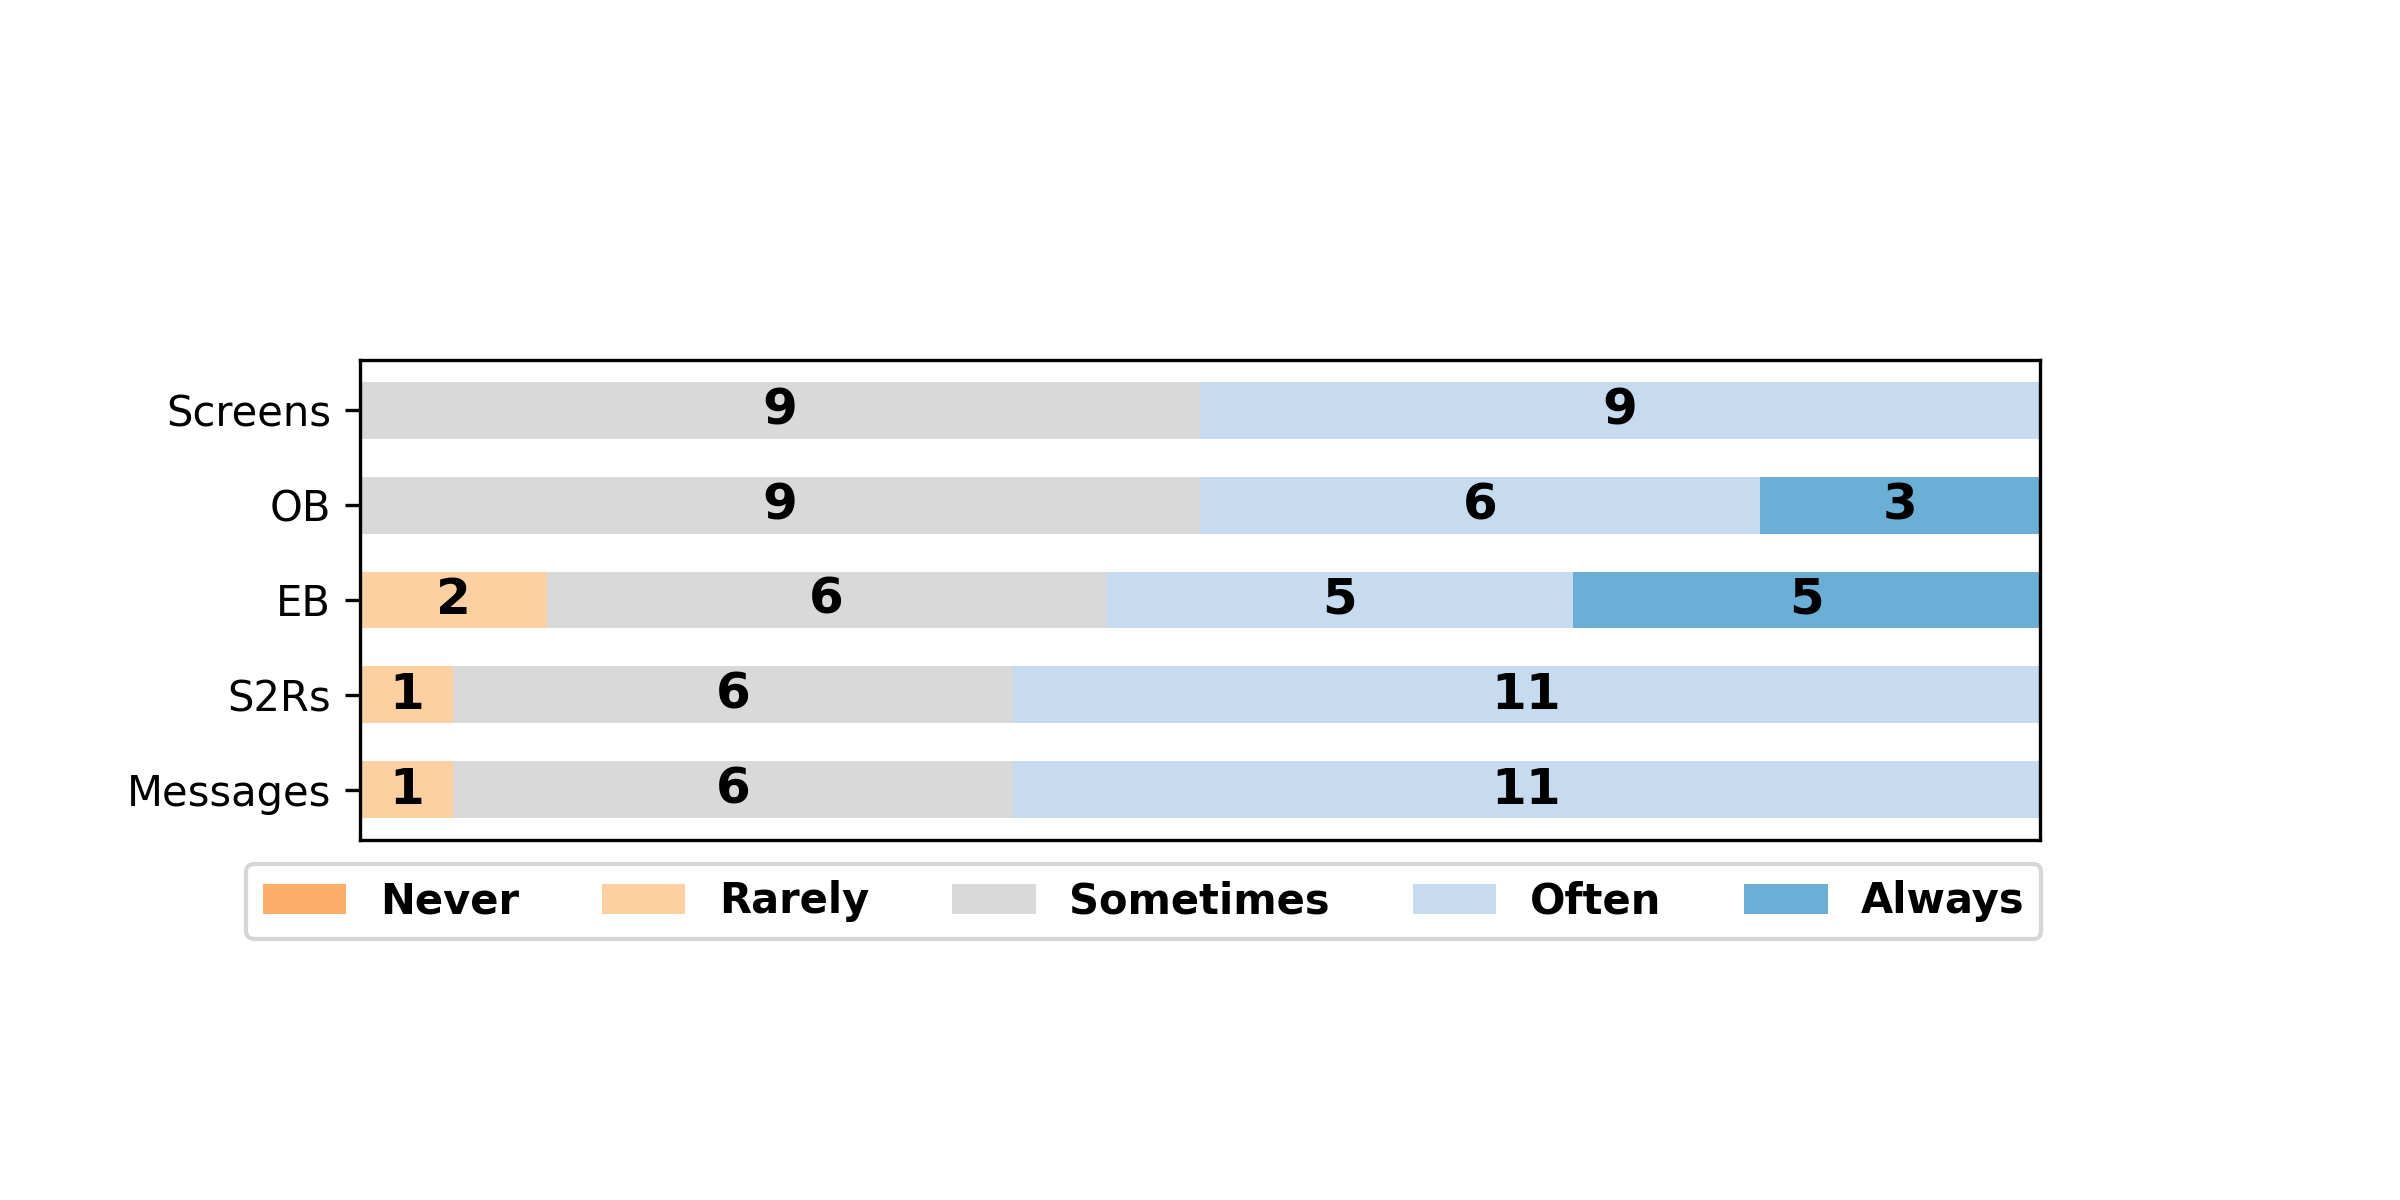 Screens 9 9
OB 9 6 3
EB 2 6 5 5
S2Rs 1 6 11
Messages 1 6 11
Never Rarely Sometimes Often Always